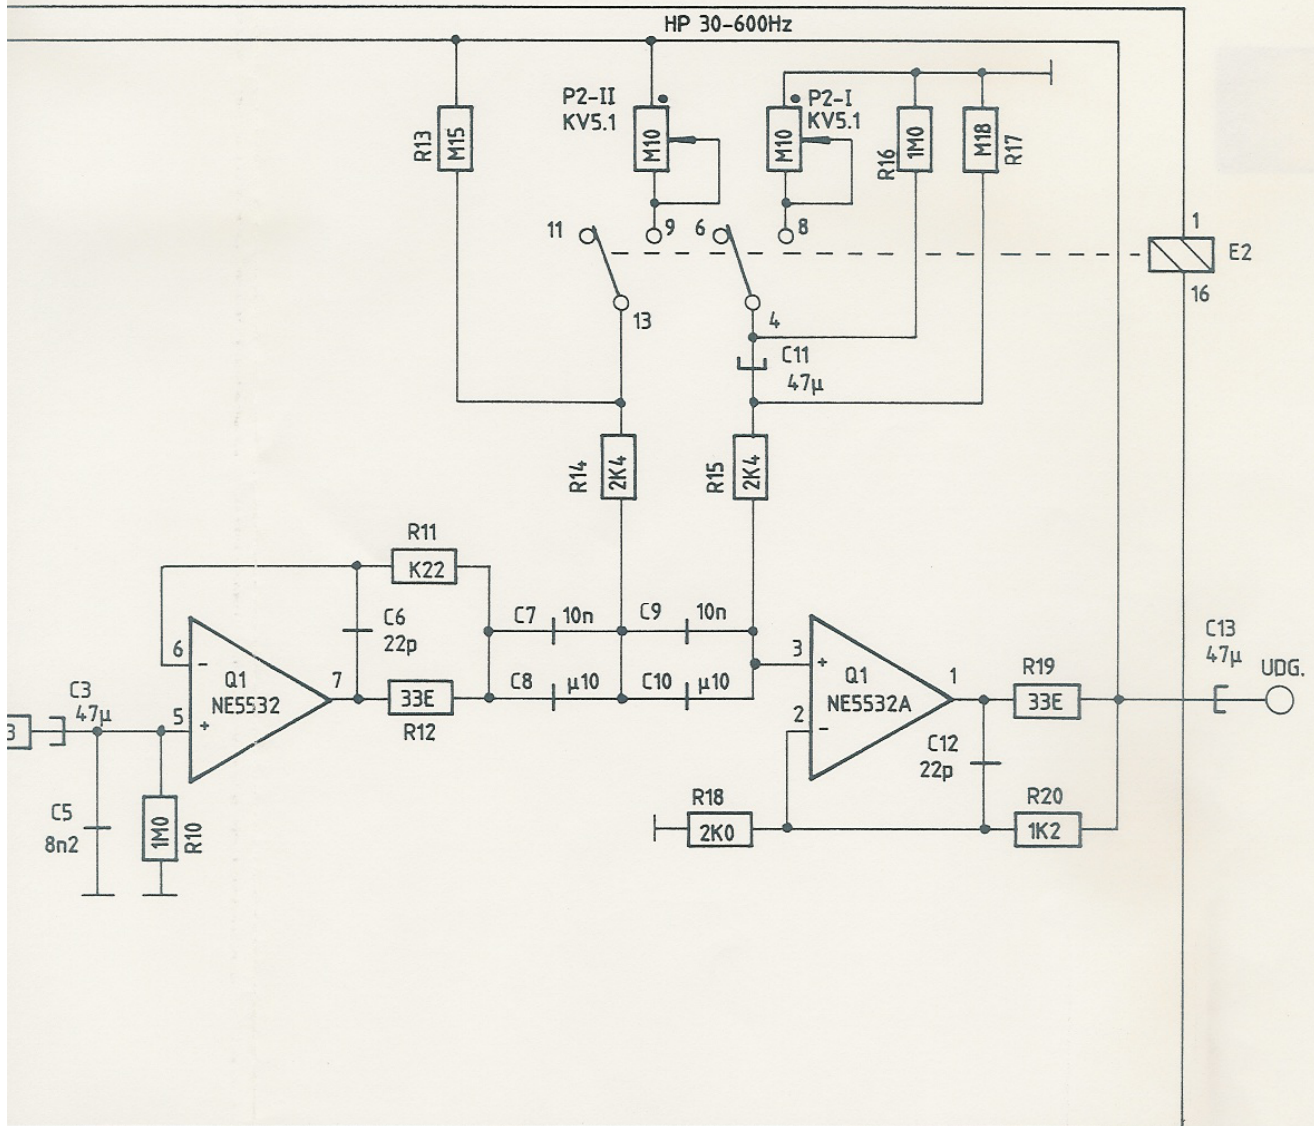 HP 30-600Hz
P2-II
KV5.1
P2-I
KV5.1
R13
M15
M10
M10
R16
1M0
M18
R17
11
9
6
8
1
E2
16
13
4
C11
47µ
R14
2K4
R15
2K4
R11
K22
C7
10n
C9
10n
C6
22p
6
-
3
+
C13
47µ
UDG.
Q1
NE5532
7
C8
µ10
C10
µ10
Q1
NE5532A
1
R19
33E
C3
47µ
5
+
33E
R12
2
-
3
C12
22p
C5
8n2
1M0
R10
R18
2K0
R20
1K2